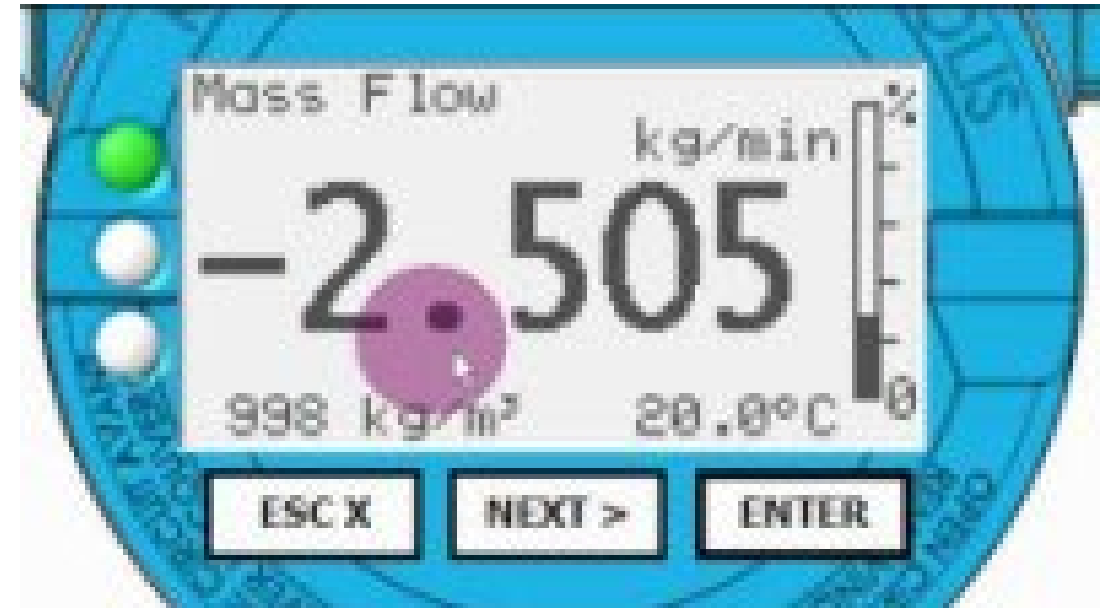 Mass Flow
%
kg/min
-2.505
0
998 kg/m³
20.0°C
ESC X
NEXT >
ENTER